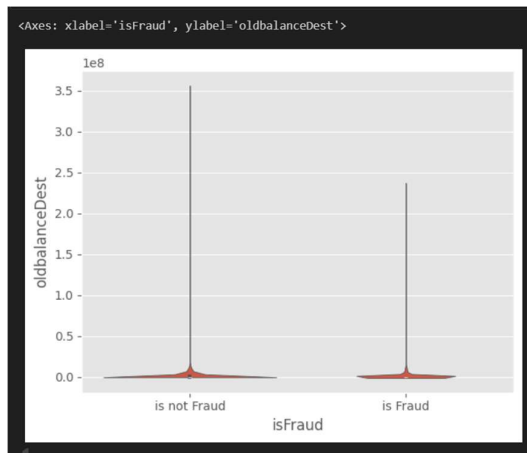 <Axes: xlabel='isFraud', ylabel='oldbalanceDest'>
1e8
3.5
3.0
2.5
2.0
1.5
1.0
0.5
0.0
oldbalanceDest
is not Fraud
is Fraud
isFraud